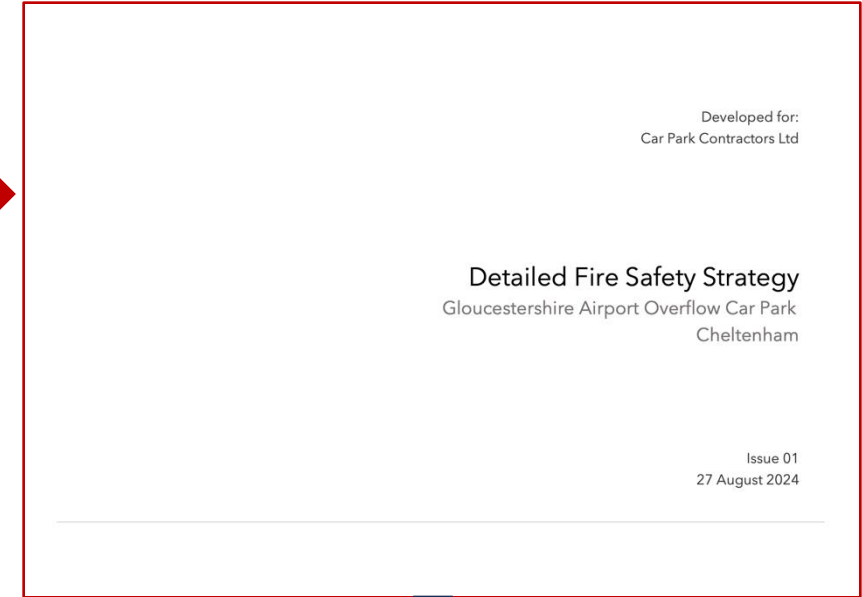 Developed for:
Car Park Contractors Ltd
Detailed Fire Safety Strategy
Gloucestershire Airport Overflow Car Park
Cheltenham
Issue 01
27 August 2024